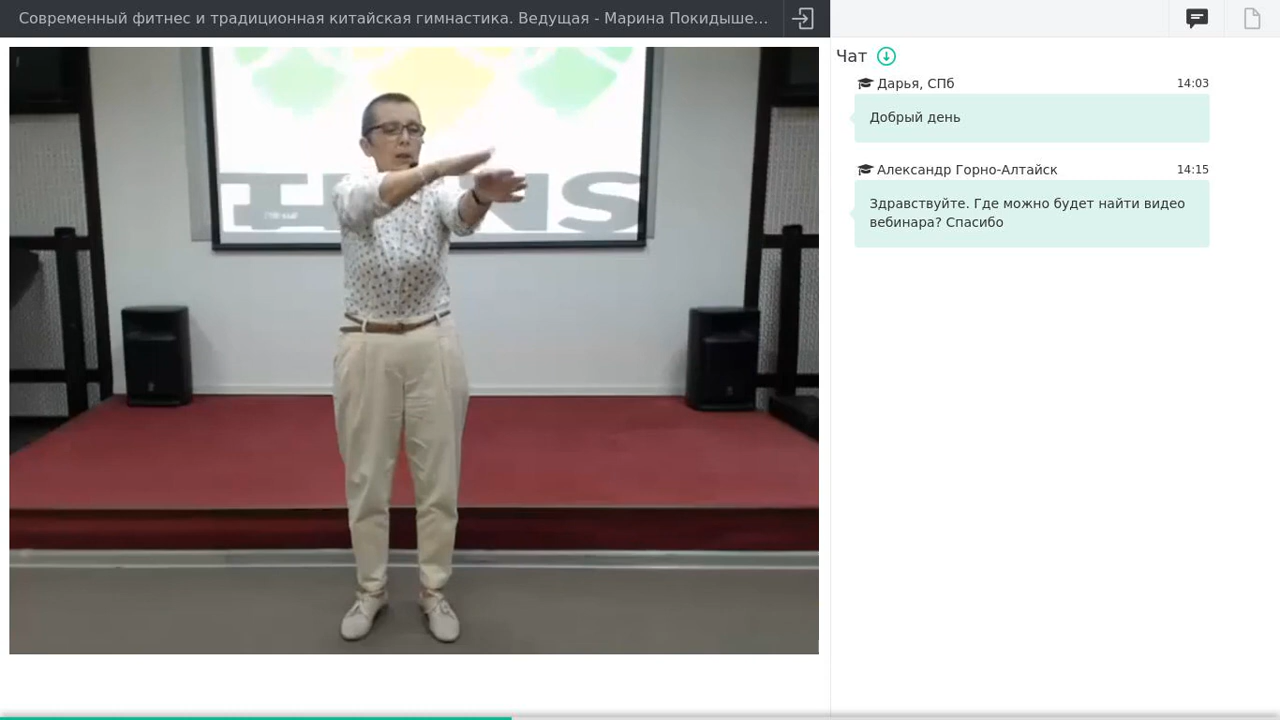 Современный фитнес и традиционная китайская гимнастика. Ведущая - Марина Покидыше...
Чат
Дарья, СПб 14:03
Добрый день
Александр Горно-Алтайск 14:15
Здравствуйте. Где можно будет найти видео
вебинара? Спасибо